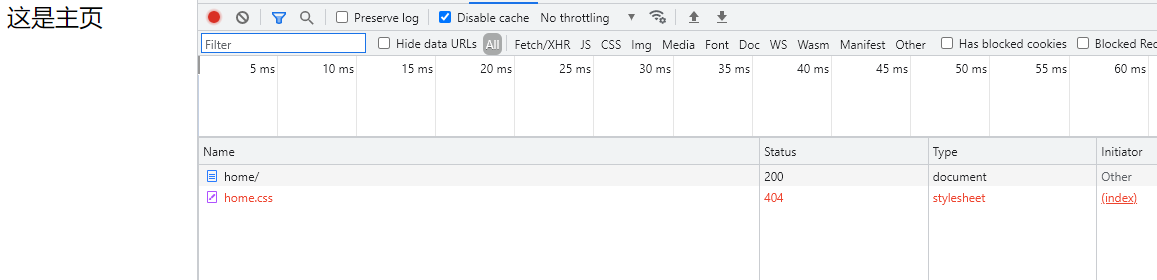 这是主页
Preserve log Disable cache No throttling
Filter Hide data URLs All Fetch/XHR JS CSS Img Media Font Doc WS Wasm Manifest Other Has blocked cookies Blocked Rec
5 ms 10 ms 15 ms 20 ms 25 ms 30 ms 35 ms 40 ms 45 ms 50 ms 55 ms 60 ms
Name Status Type Initiator
home/ 200 document Other
home.css 404 stylesheet (index)